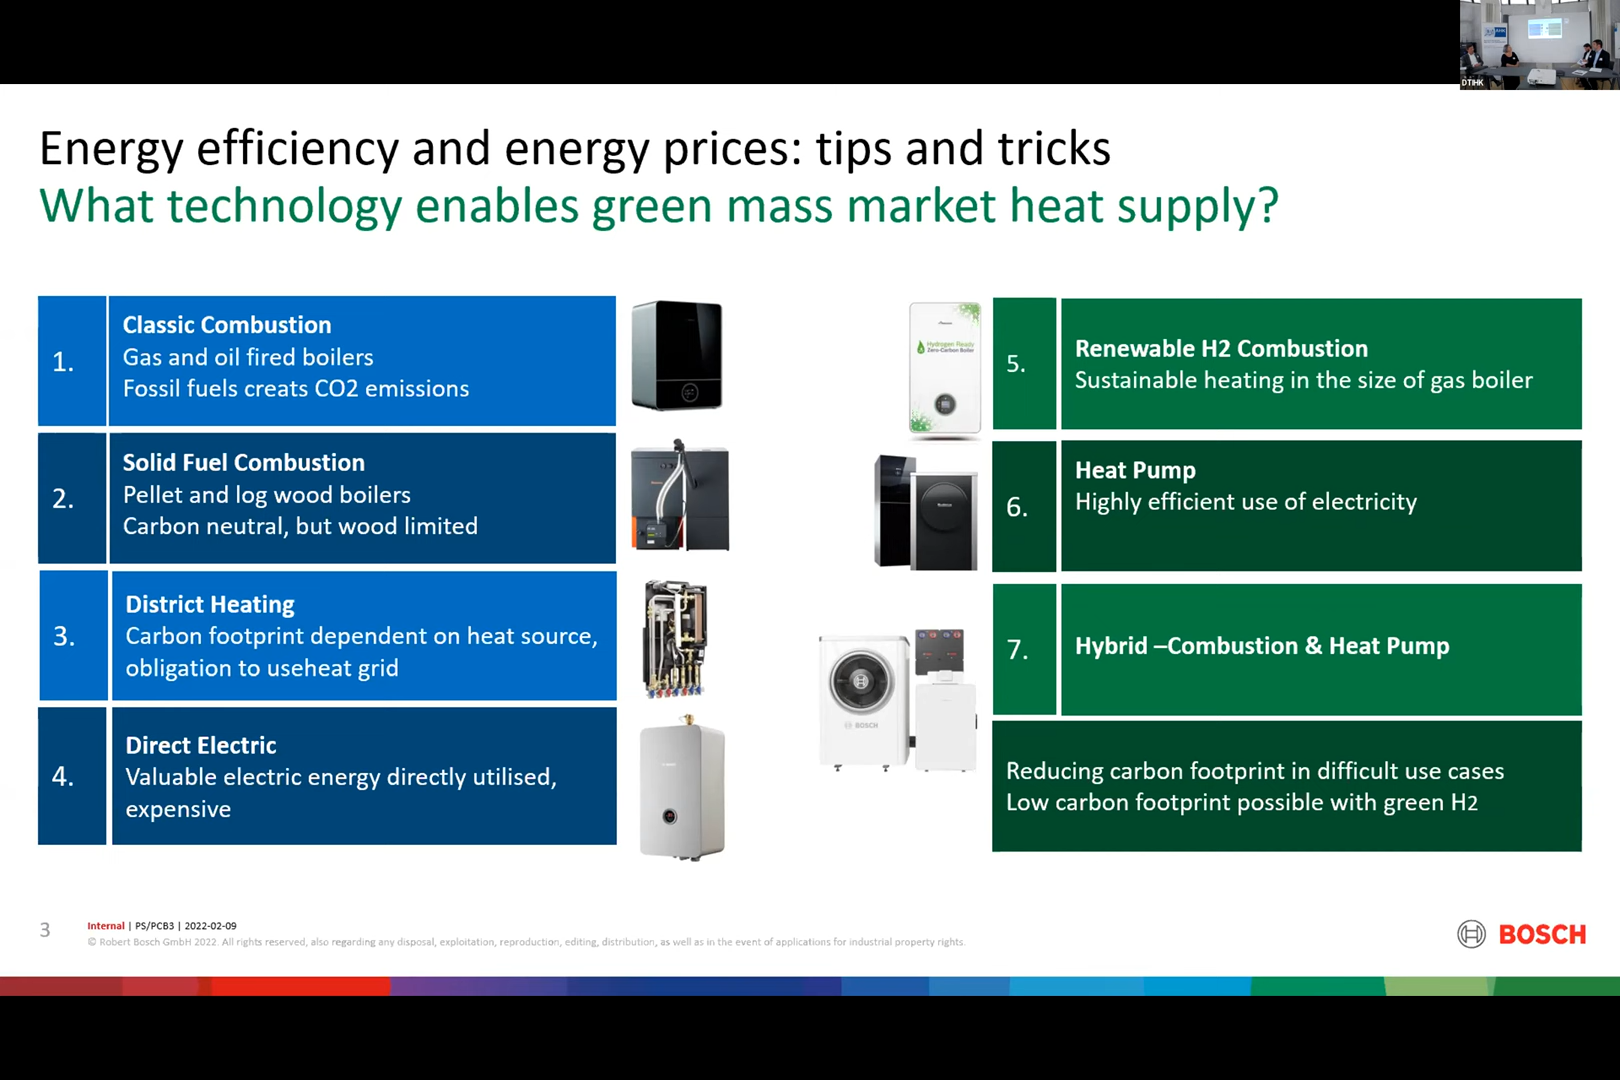 DTIHK
Energy efficiency and energy prices: tips and tricks
What technology enables green mass market heat supply?
1.
Classic Combustion
Gas and oil fired boilers
Fossil fuels creats CO2 emissions
2.
Solid Fuel Combustion
Pellet and log wood boilers
Carbon neutral, but wood limited
3.
District Heating
Carbon footprint dependent on heat source,
obligation to useheat grid
4.
Direct Electric
Valuable electric energy directly utilised,
expensive
Hydrogen Ready
Zero-Carbon Boiler
5.
Renewable H2 Combustion
Sustainable heating in the size of gas boiler
6.
Heat Pump
Highly efficient use of electricity
BOSCH
7.
Hybrid –Combustion & Heat Pump
Reducing carbon footprint in difficult use cases
Low carbon footprint possible with green H2
3
Internal | PS/PCB3 | 2022-02-09
© Robert Bosch GmbH 2022. All rights reserved, also regarding any disposal, exploitation, reproduction, editing, distribution, as well as in the event of applications for industrial property rights.
BOSCH